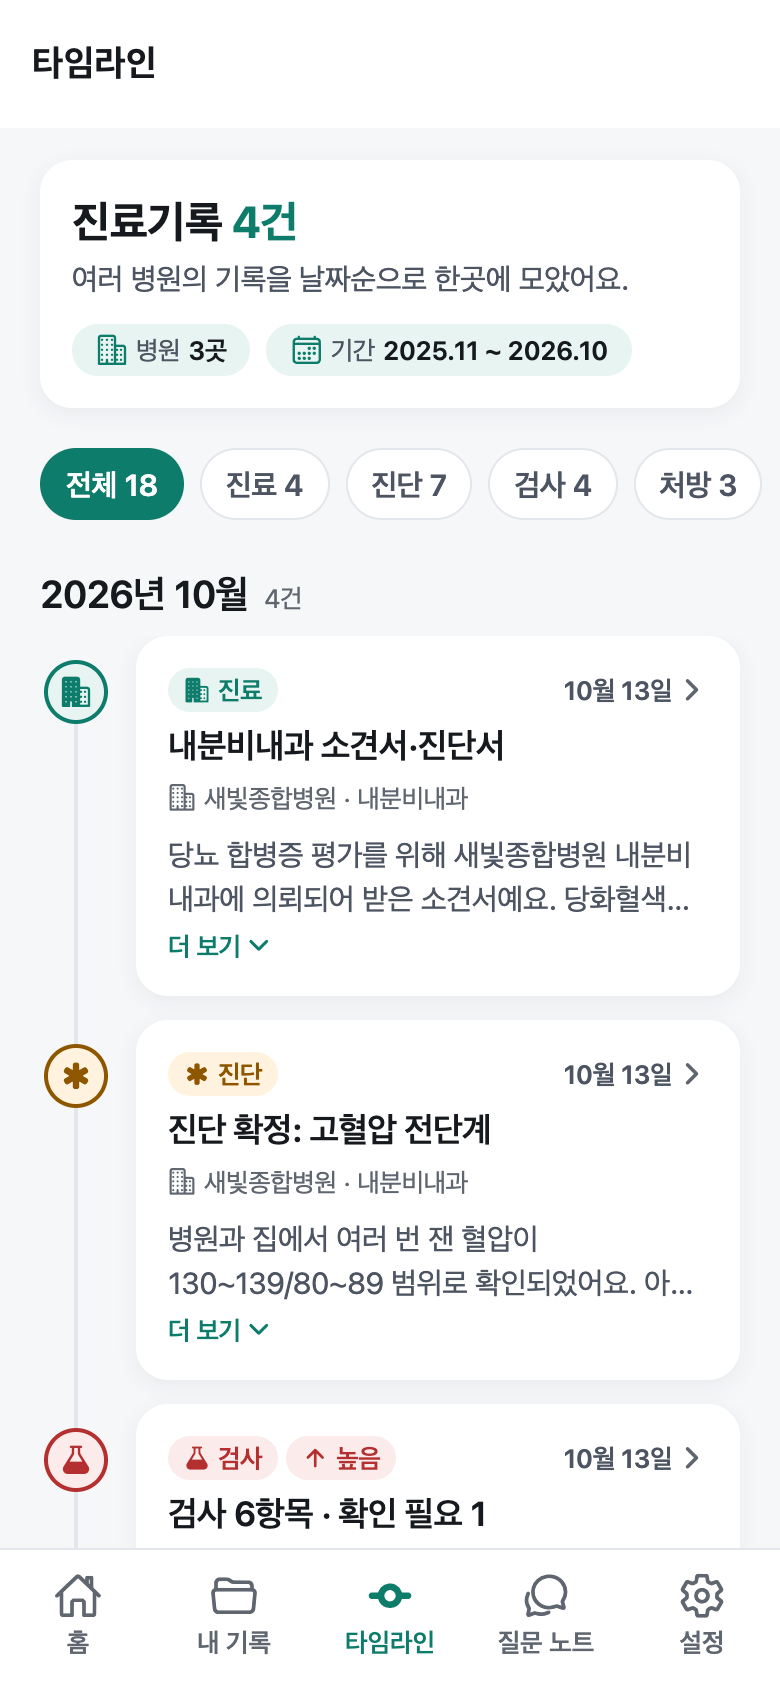 타임라인
진료기록 4건
여러 병원의 기록을 날짜순으로 한곳에 모았어요.
병원 3곳 기간 2025.11 ~ 2026.10
전체 18 진료 4 진단 7 검사 4 처방 3
2026년 10월 4건
진료 10월 13일
내분비내과 소견서·진단서
새빛종합병원 · 내분비내과
당뇨 합병증 평가를 위해 새빛종합병원 내분비
내과에 의뢰되어 받은 소견서예요. 당화혈색...
더 보기
진단 10월 13일
진단 확정: 고혈압 전단계
새빛종합병원 · 내분비내과
병원과 집에서 여러 번 잰 혈압이
130~139/80~89 범위로 확인되었어요. 아...
더 보기
검사 높음 10월 13일
검사 6항목 · 확인 필요 1
홈 내 기록 타임라인 질문 노트 설정